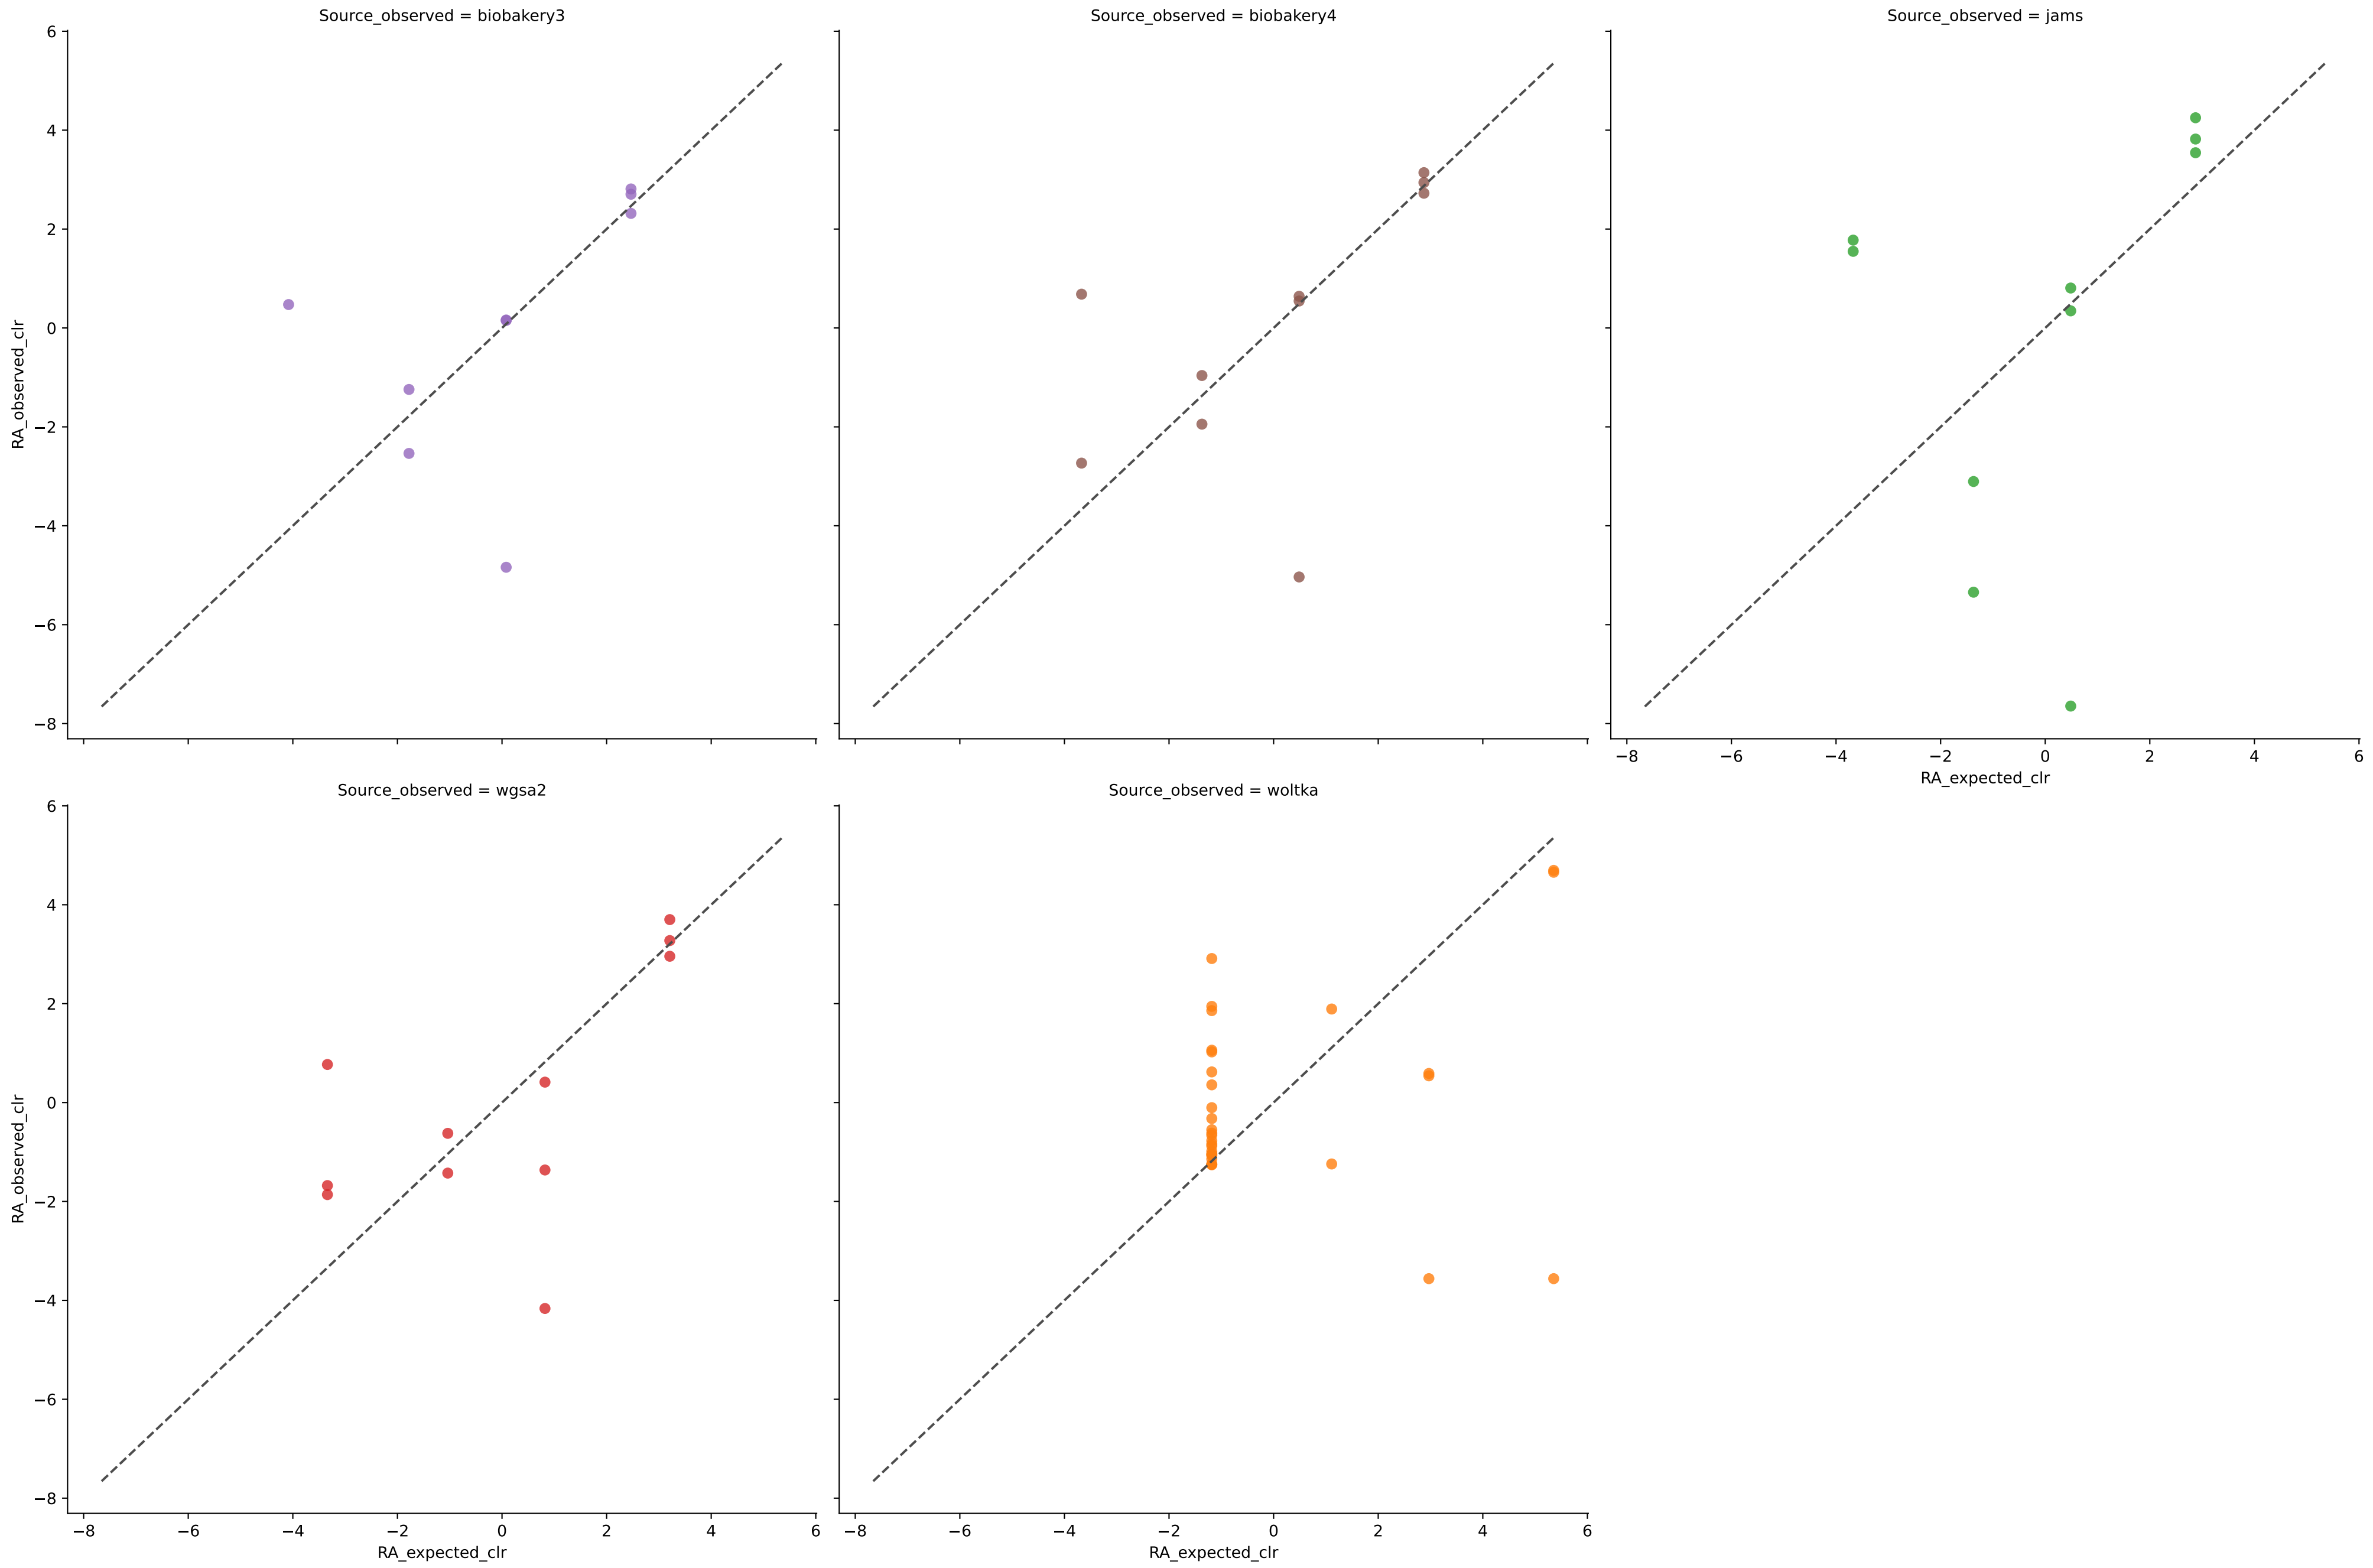 Source_observed = biobakery3
Source_observed = biobakery4
Source_observed = jams
6
4
2
0
−2
−4
−6
−8
RA_observed_clr
−8 −6 −4 −2 0 2 4 6
RA_expected_clr
Source_observed = wgsa2
Source_observed = woltka
6
4
2
0
−2
−4
−6
−8
RA_observed_clr
−8 −6 −4 −2 0 2 4 6
−8 −6 −4 −2 0 2 4 6
RA_expected_clr
RA_expected_clr